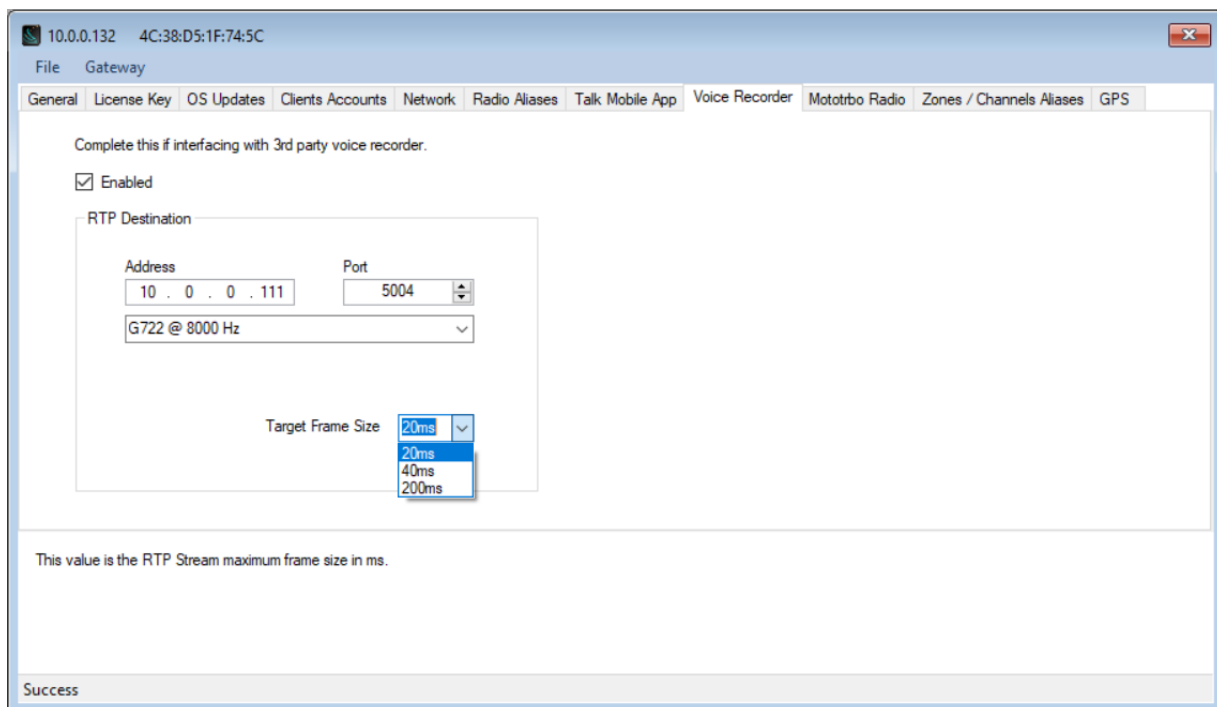 10.0.0.132 4C:38:D5:1F:74:5C
File Gateway
General License Key OS Updates Clients Accounts Network Radio Aliases Talk Mobile App Voice Recorder Mototrbo Radio Zones / Channels Aliases GPS
Complete this if interfacing with 3rd party voice recorder.
Enabled
RTP Destination
Address Port
10 . 0 . 0 . 111 5004
G722 @ 8000 Hz
Target Frame Size 20ms
20ms
40ms
200ms
This value is the RTP Stream maximum frame size in ms.
Success